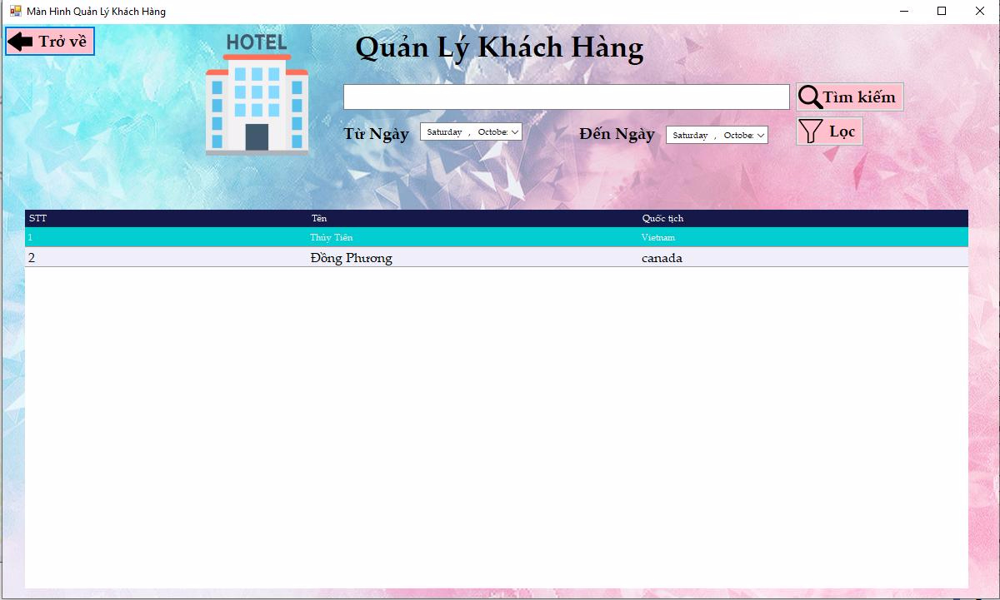 Màn Hình Quản Lý Khách Hàng
Trở về
HOTEL
Quản Lý Khách Hàng
Tìm kiếm
Từ Ngày
Saturday , Octobe
Đến Ngày
Saturday , Octobe
Lọc
STT Tên Quốc tịch
1 Thủy Tiên Vietnam
2 Đồng Phương canada